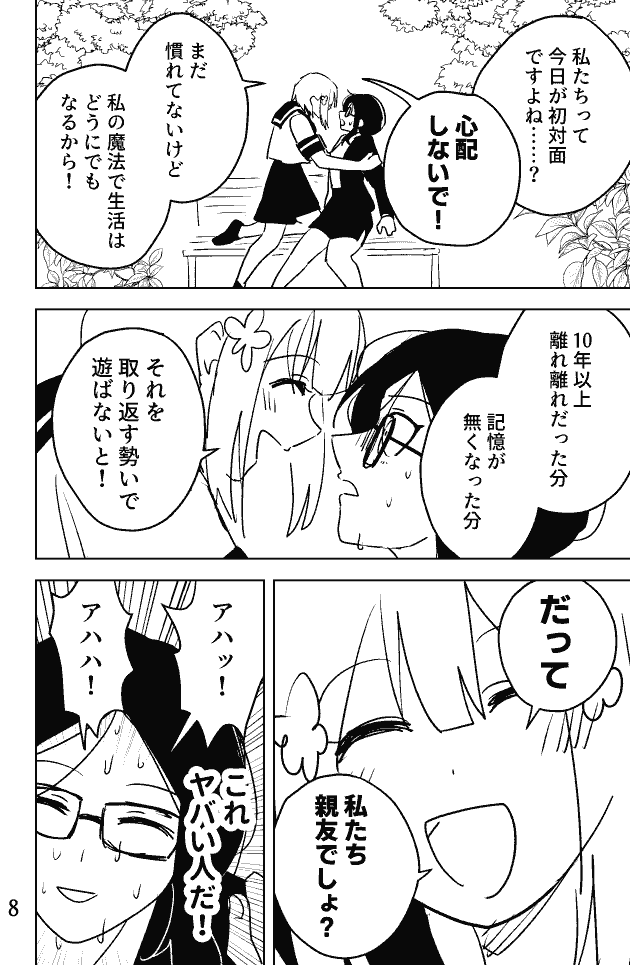 私たちって
今日が初対面
ですよね……?
心配
しないで！
まだ
慣れてないけど
私の魔法で生活は
どうにでも
なるから！
10年以上
離れ離れだった分
記憶が
無くなった分
それを
取り返す勢いで
遊ばないと！
だって
私たち
親友でしょ？
アハッ！
アハハ！
これ
ヤバい人だ！
8